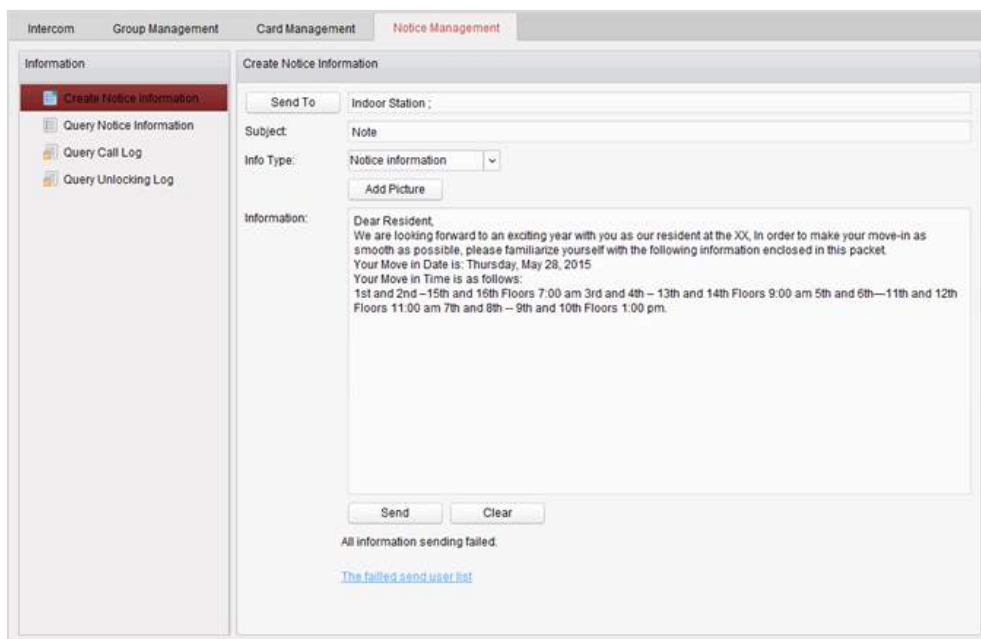 Intercom Group Management Card Management Notice Management
Information
Create Notice Information
Query Notice Information
Query Call Log
Query Unlocking Log
Create Notice Information
Send To Indoor Station ;
Subject: Note
Info Type: Notice information
Add Picture
Information:
Dear Resident,
We are looking forward to an exciting year with you as our resident at the XX, In order to make your move-in as
smooth as possible, please familiarize yourself with the following information enclosed in this packet.
Your Move in Date is: Thursday, May 28, 2015
Your Move in Time is as follows:
1st and 2nd –15th and 16th Floors 7:00 am 3rd and 4th – 13th and 14th Floors 9:00 am 5th and 6th—11th and 12th
Floors 11:00 am 7th and 8th -- 9th and 10th Floors 1:00 pm.
Send Clear
All information sending failed.
The failled send user list